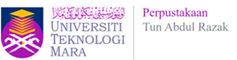 UNIVERSITI
TEKNOLOGI
MARA
Perpustakaan
Tun Abdul Razak